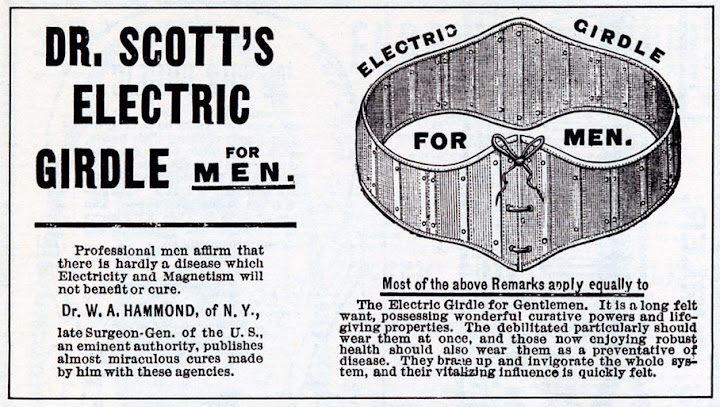 DR. SCOTT'S
ELECTRIC
GIRDLE FOR MEN.
Professional men affirm that
there is hardly a disease which
Electricity and Magnetism will
not benefit or cure.
Dr. W. A. HAMMOND, of N. Y.,
late Surgeon-Gen. of the U. S.,
an eminent authority, publishes
almost miraculous cures made
by him with these agencies.
ELECTRIC GIRDLE
FOR MEN.
Most of the above Remarks apply equally to
The Electric Girdle for Gentlemen. It is a long felt
want, possessing wonderful curative powers and life-
giving properties. The debilitated particularly should
wear them at once, and those now enjoying robust
health should also wear them as a preventative of
disease. They brace up and invigorate the whole sys-
tem, and their vitalizing influence is quickly felt.